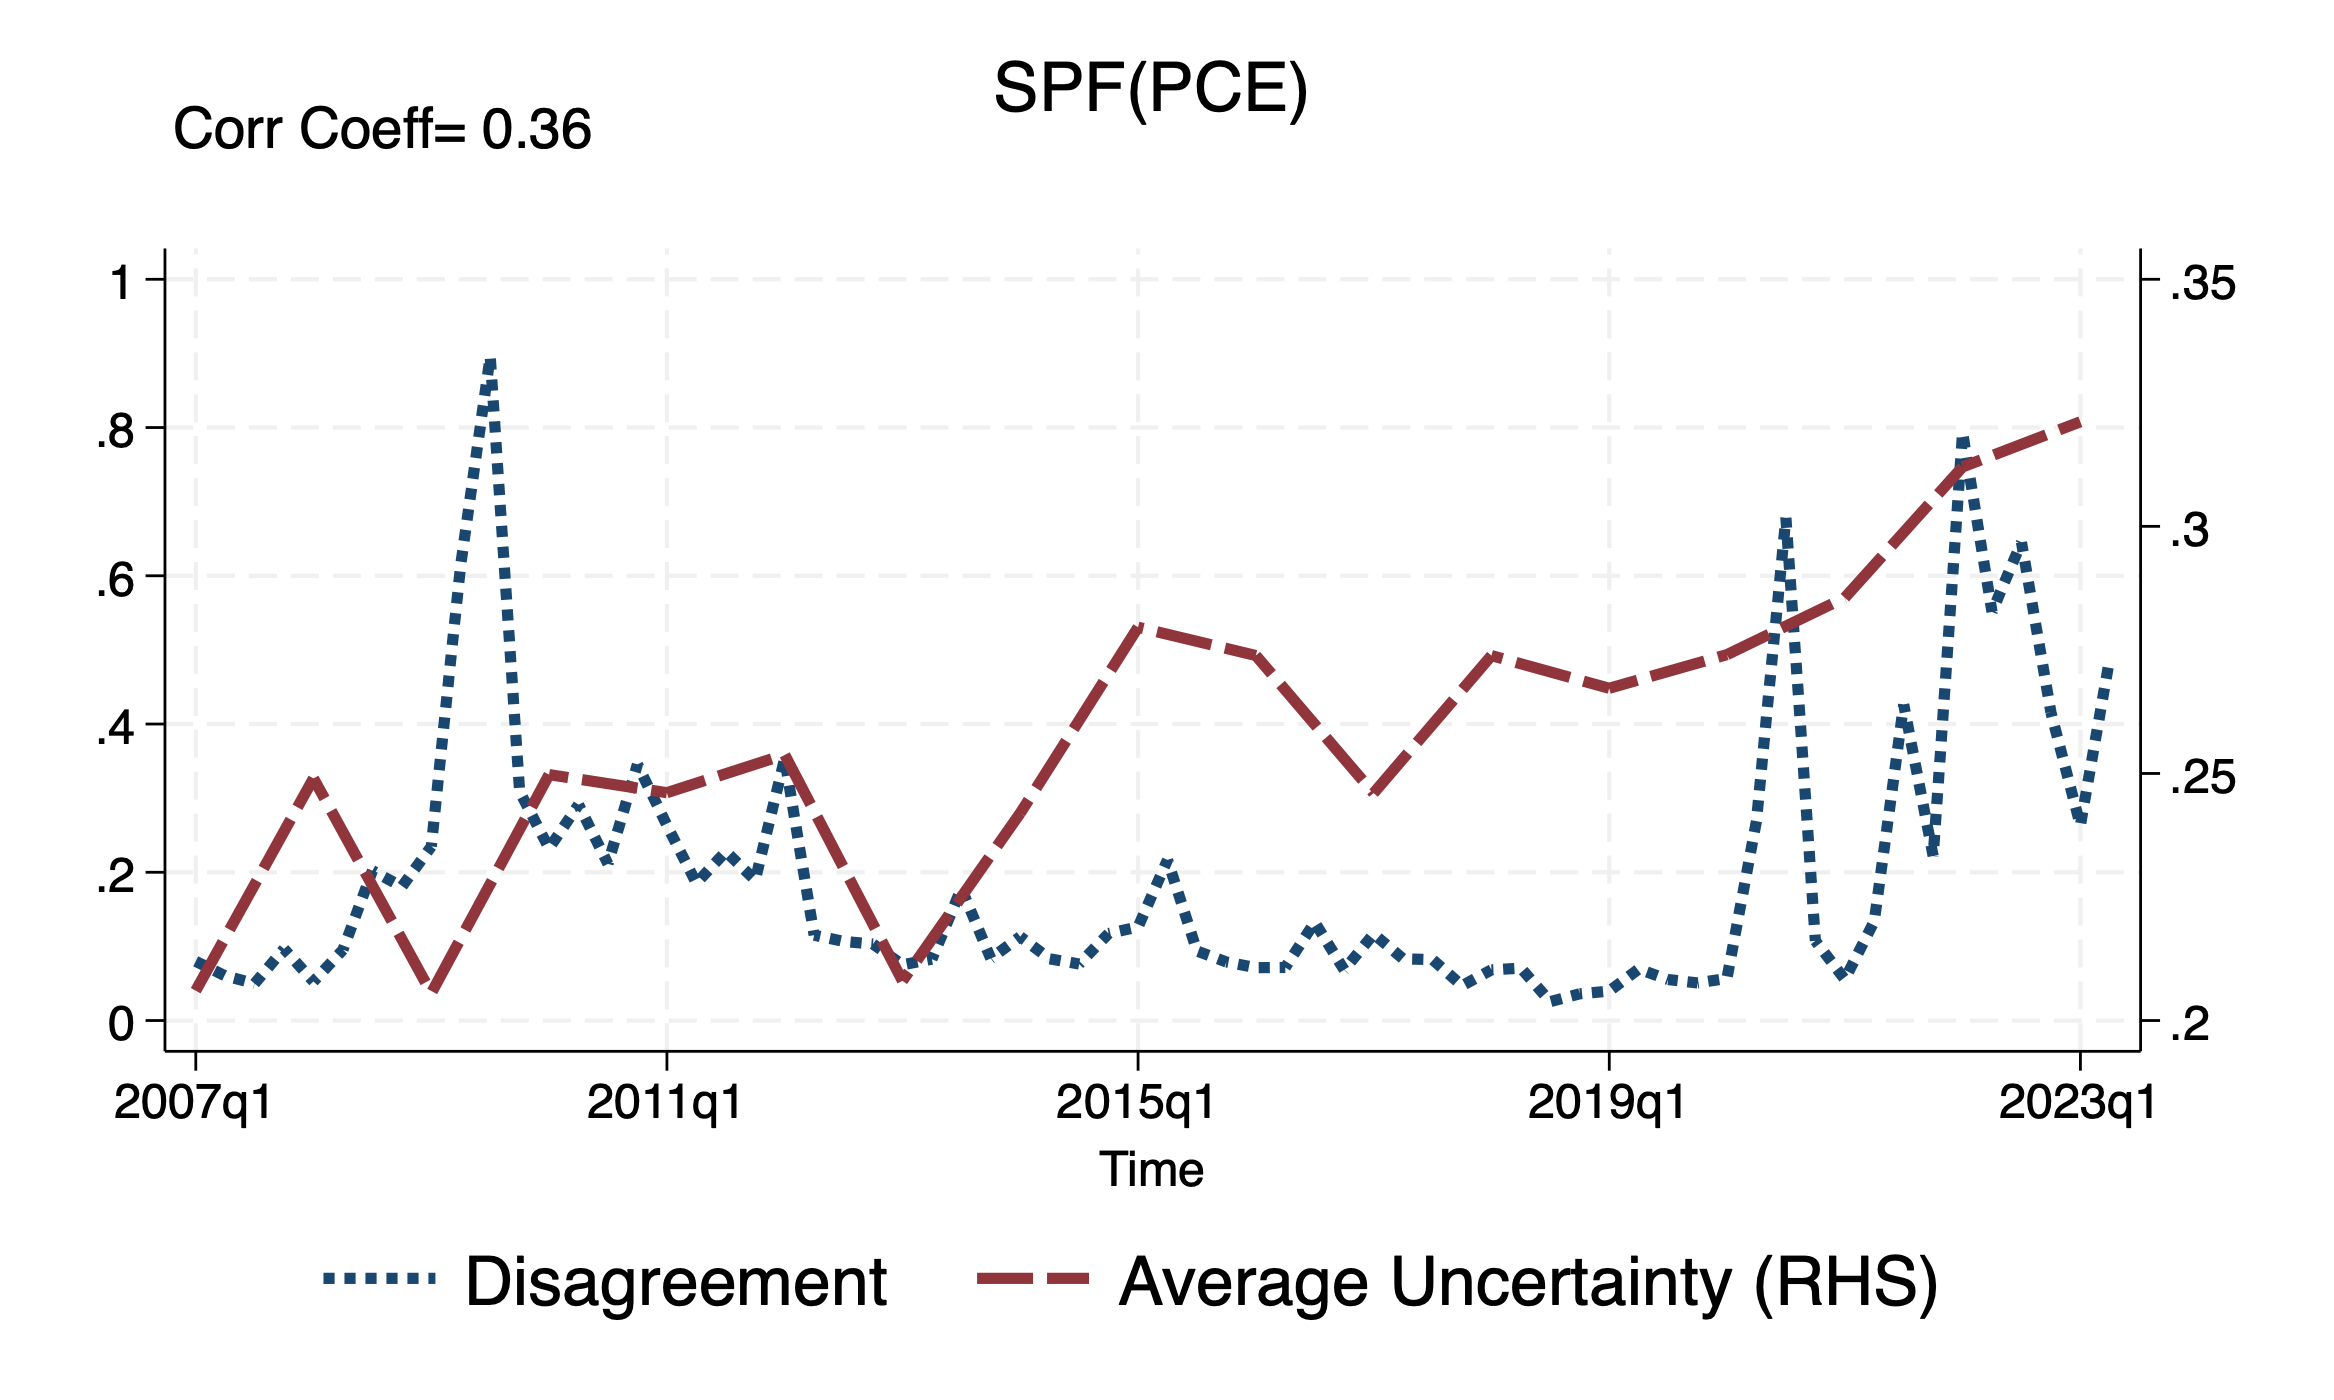 SPF(PCE)
Corr Coeff= 0.36
1
.8
.6
.4
.2
0
.35
.3
.25
.2
2007q1 2011q1 2015q1 2019q1 2023q1
Time
Disagreement Average Uncertainty (RHS)